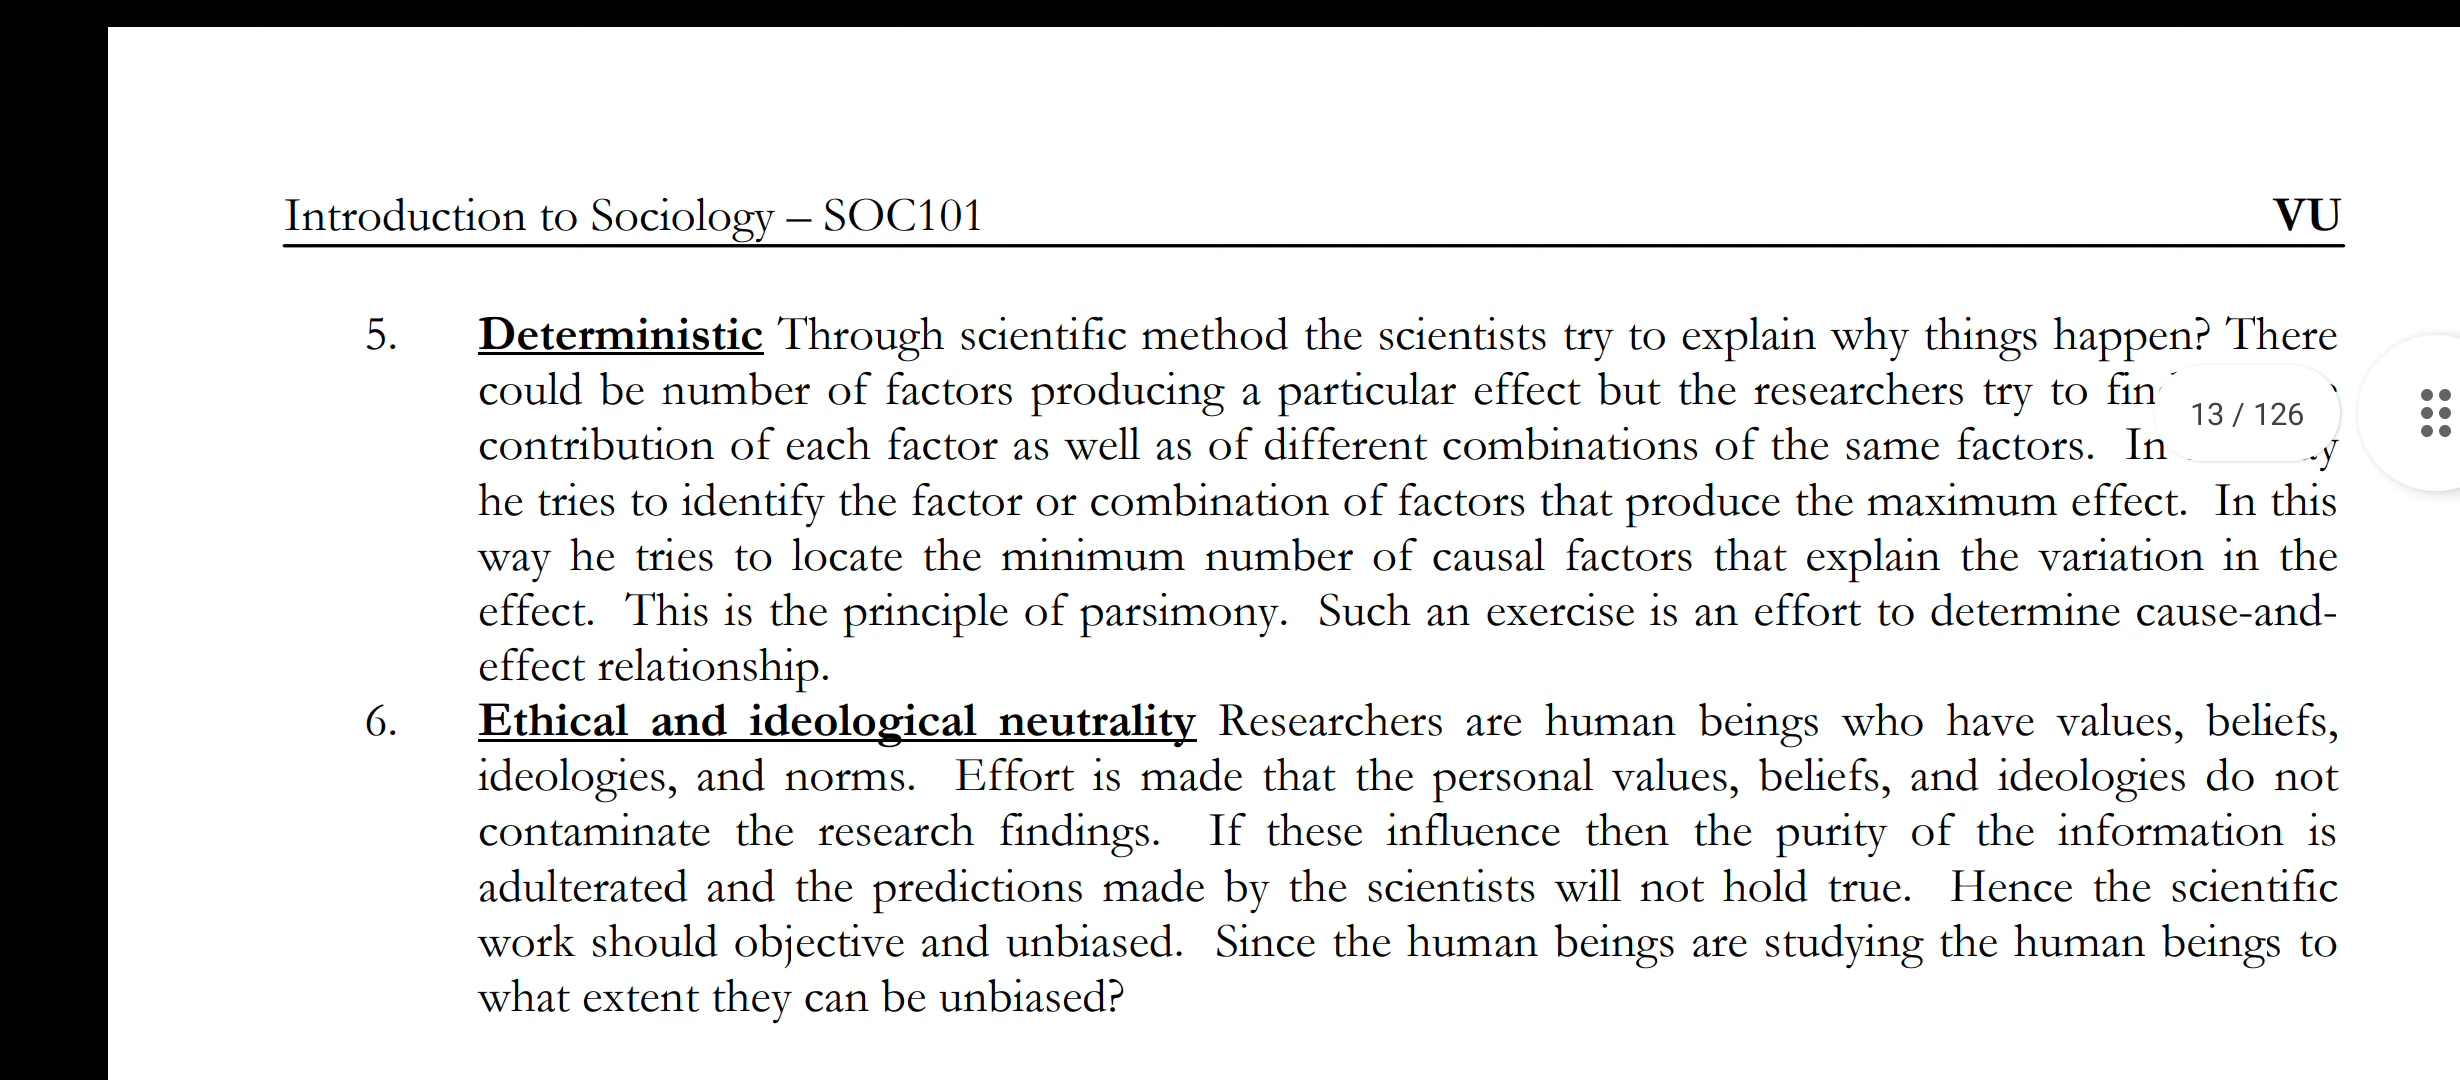 Introduction to Sociology – SOC101 VU
5. Deterministic Through scientific method the scientists try to explain why things happen? There
could be number of factors producing a particular effect but the researchers try to
13 / 126
contribution of each factor as well as of different combinations of the same factors. In
he tries to identify the factor or combination of factors that produce the maximum effect. In this
way he tries to locate the minimum number of causal factors that explain the variation in the
effect. This is the principle of parsimony. Such an exercise is an effort to determine cause-and-
effect relationship.
6. Ethical and ideological neutrality Researchers are human beings who have values, beliefs,
ideologies, and norms. Effort is made that the personal values, beliefs, and ideologies do not
contaminate the research findings. If these influence then the purity of the information is
adulterated and the predictions made by the scientists will not hold true. Hence the scientific
work should objective and unbiased. Since the human beings are studying the human beings to
what extent they can be unbiased?